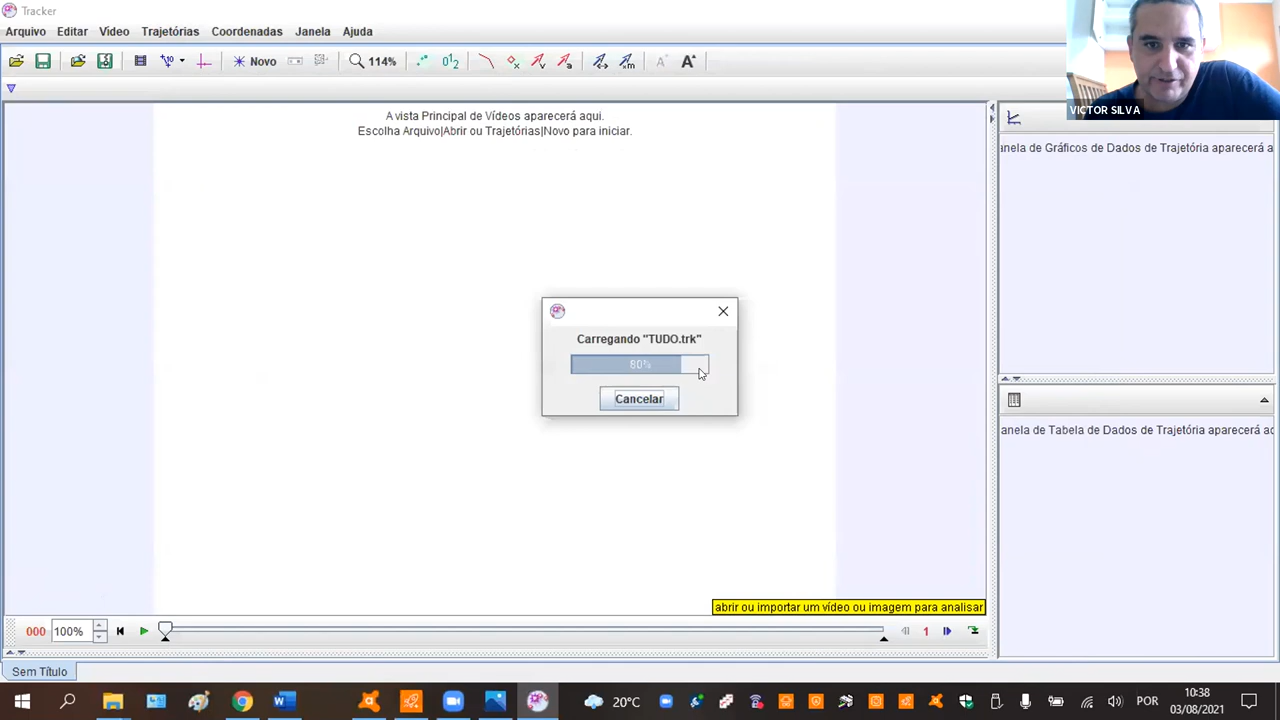 Tracker
Arquivo Editar Vídeo Trajetórias Coordenadas Janela Ajuda
Novo 114% A A
VICTOR SILVA
A vista Principal de Vídeos aparecerá aqui.
Escolha Arquivo|Abrir ou Trajetórias|Novo para iniciar.
anela de Gráficos de Dados de Trajetória aparecerá a
Carregando "TUDO.trk"
80%
Cancelar
anela de Tabela de Dados de Trajetória aparecerá ac
abrir ou importar um vídeo ou imagem para analisar
000 100% 1
Sem Título
20°C POR 10:38
03/08/2021